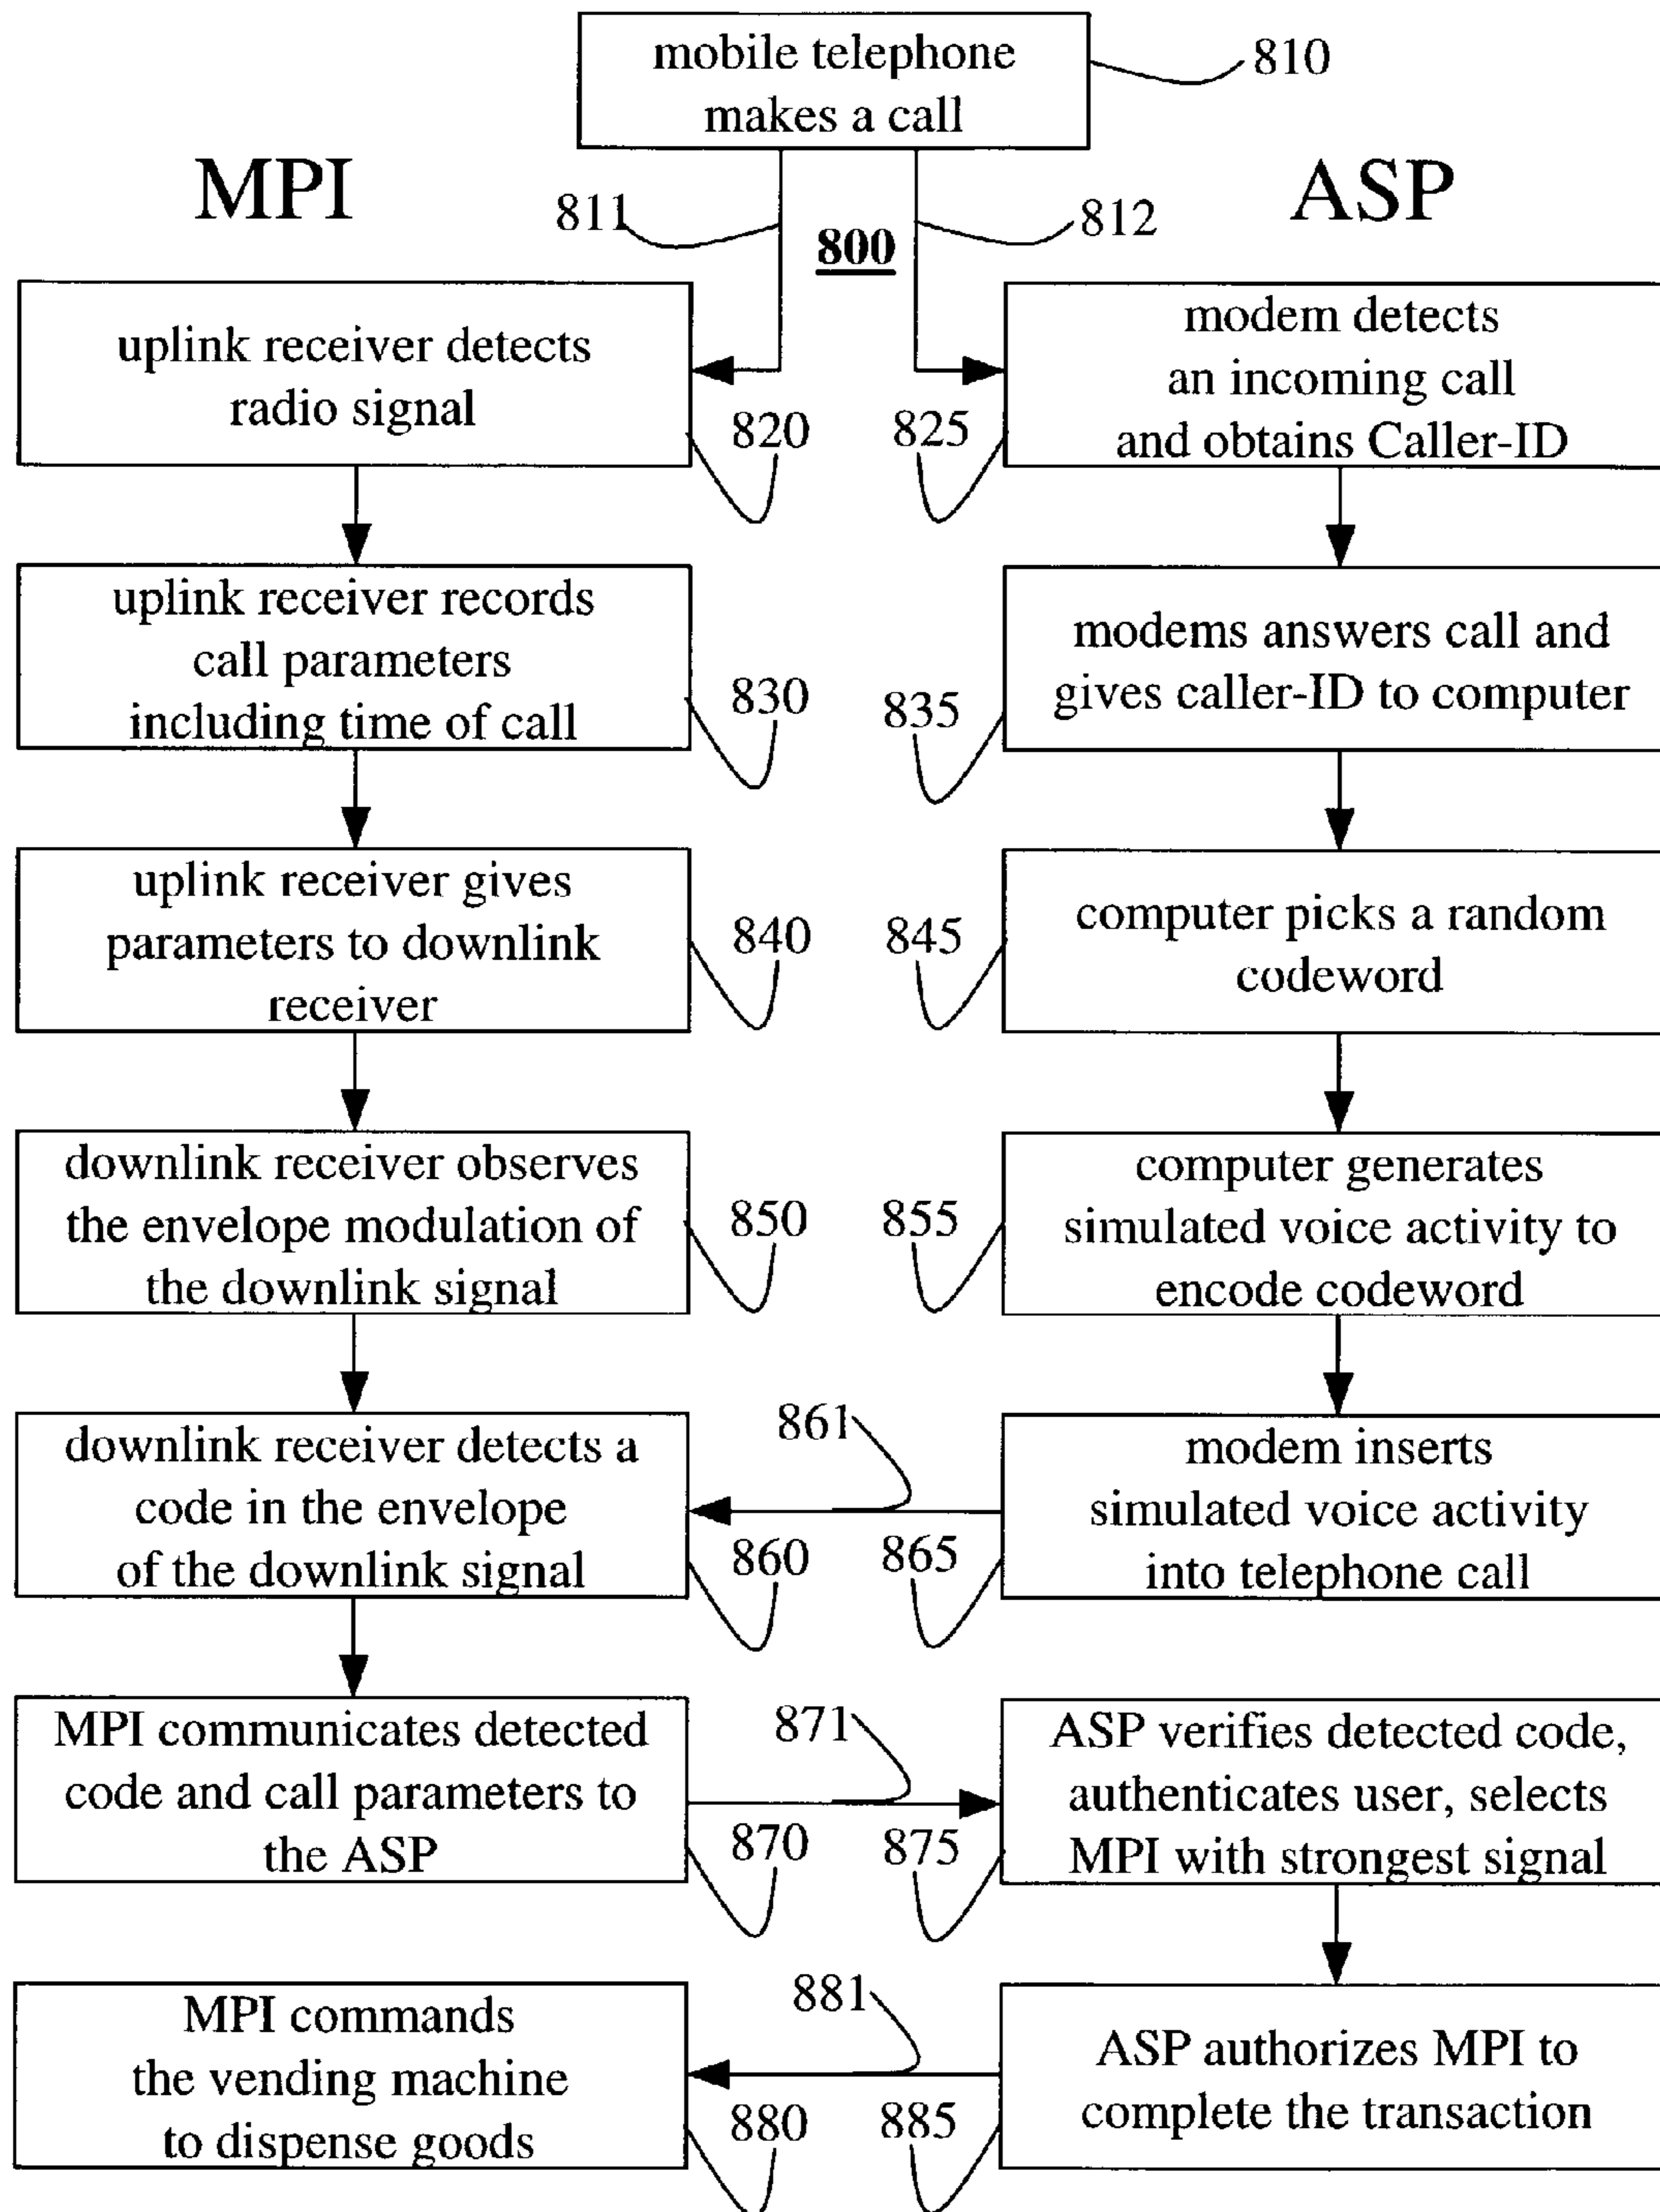 mobile telephone
makes a call
810
MPI
ASP
811
812
800
uplink receiver detects
radio signal
820
825
modem detects
an incoming call
and obtains Caller-ID
uplink receiver records
call parameters
including time of call
830
835
modems answers call and
gives caller-ID to computer
uplink receiver gives
parameters to downlink
receiver
840
845
computer picks a random
codeword
downlink receiver observes
the envelope modulation of
the downlink signal
850
855
computer generates
simulated voice activity to
encode codeword
downlink receiver detects a
code in the envelope
of the downlink signal
861
860
865
modem inserts
simulated voice activity
into telephone call
MPI communicates detected
code and call parameters to
the ASP
871
870
875
ASP verifies detected code,
authenticates user, selects
MPI with strongest signal
MPI commands
the vending machine
to dispense goods
881
880
885
ASP authorizes MPI to
complete the transaction